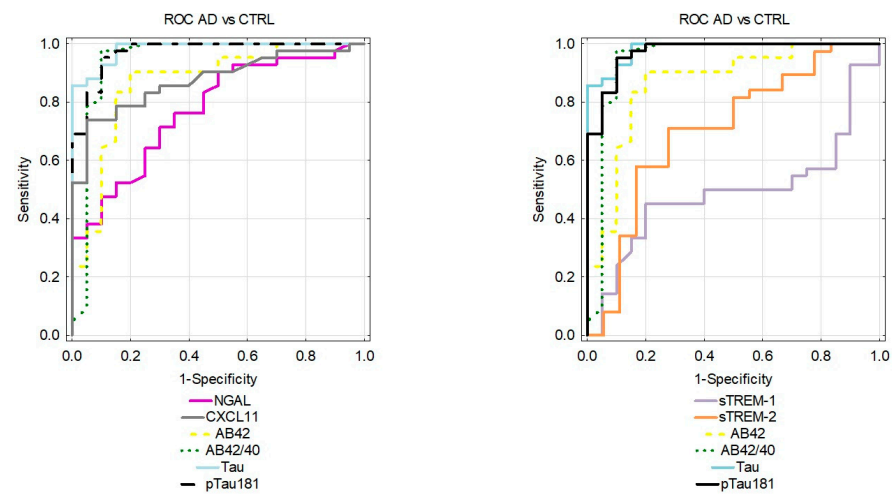 ROC AD vs CTRL
1.0
0.8
0.6
0.4
0.2
0.0
Sensitivity
0.0 0.2 0.4 0.6 0.8 1.0
1-Specificity
NGAL
CXCL11
AB42
AB42/40
Tau
pTau181
ROC AD vs CTRL
1.0
0.8
0.6
0.4
0.2
0.0
Sensitivity
0.0 0.2 0.4 0.6 0.8 1.0
1-Specificity
sTREM-1
sTREM-2
AB42
AB42/40
Tau
pTau181